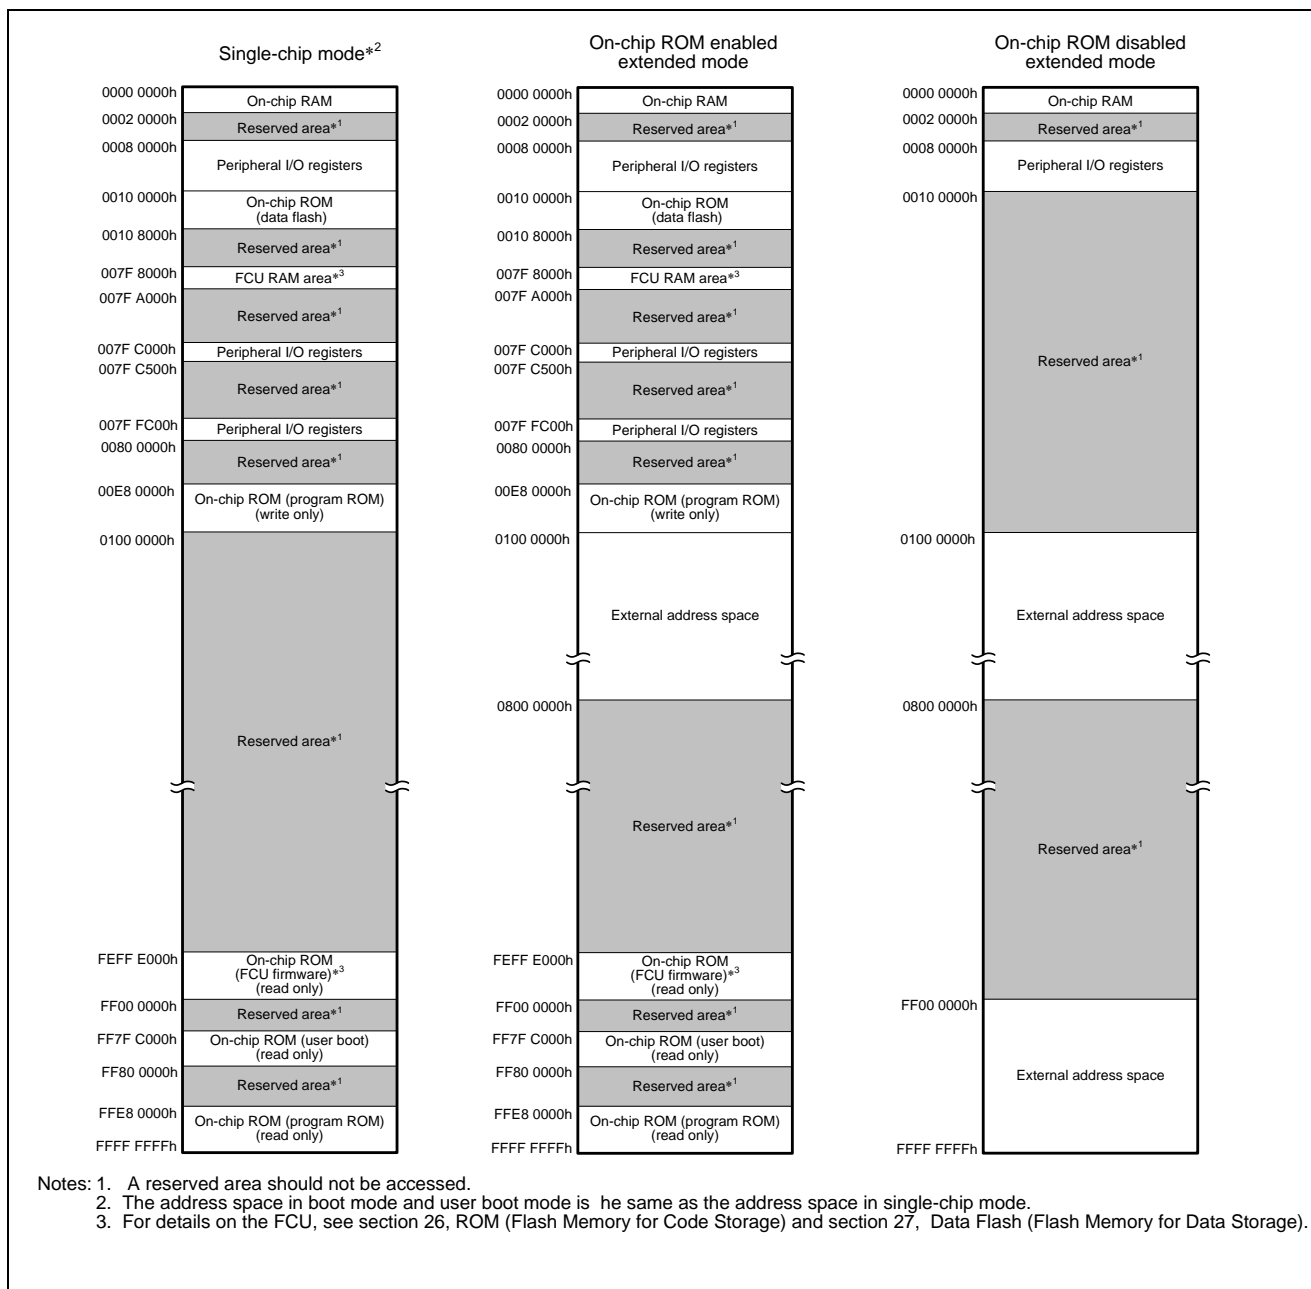 Single-chip mode*2
0000 0000h
On-chip RAM
0002 0000h
Reserved area*1
0008 0000h
Peripheral I/O registers
0010 0000h
On-chip ROM
(data flash)
0010 8000h
Reserved area*1
007F 8000h
FCU RAM area*3
007F A000h
Reserved area*1
007F C000h
Peripheral I/O registers
007F C500h
Reserved area*1
007F FC00h
Peripheral I/O registers
0080 0000h
Reserved area*1
00E8 0000h
On-chip ROM (program ROM)
(write only)
0100 0000h
Reserved area*1
FEFF E000h
On-chip ROM
(FCU firmware)*3
(read only)
FF00 0000h
Reserved area*1
FF7F C000h
On-chip ROM (user boot)
(read only)
FF80 0000h
Reserved area*1
FFE8 0000h
On-chip ROM (program ROM)
(read only)
FFFF FFFFh
On-chip ROM enabled
extended mode
0000 0000h
On-chip RAM
0002 0000h
Reserved area*1
0008 0000h
Peripheral I/O registers
0010 0000h
On-chip ROM
(data flash)
0010 8000h
Reserved area*1
007F 8000h
FCU RAM area*3
007F A000h
Reserved area*1
007F C000h
Peripheral I/O registers
007F C500h
Reserved area*1
007F FC00h
Peripheral I/O registers
0080 0000h
Reserved area*1
00E8 0000h
On-chip ROM (program ROM)
(write only)
0100 0000h
External address space
0800 0000h
Reserved area*1
FEFF E000h
On-chip ROM
(FCU firmware)*3
(read only)
FF00 0000h
Reserved area*1
FF7F C000h
On-chip ROM (user boot)
(read only)
FF80 0000h
Reserved area*1
FFE8 0000h
On-chip ROM (program ROM)
(read only)
FFFF FFFFh
On-chip ROM disabled
extended mode
0000 0000h
On-chip RAM
0002 0000h
Reserved area*1
0008 0000h
Peripheral I/O registers
0010 0000h
Reserved area*1
0100 0000h
External address space
0800 0000h
Reserved area*1
FF00 0000h
External address space
FFFF FFFFh
Notes: 1. A reserved area should not be accessed.
2. The address space in boot mode and user boot mode is he same as the address space in single-chip mode.
3. For details on the FCU, see section 26, ROM (Flash Memory for Code Storage) and section 27, Data Flash (Flash Memory for Data Storage).